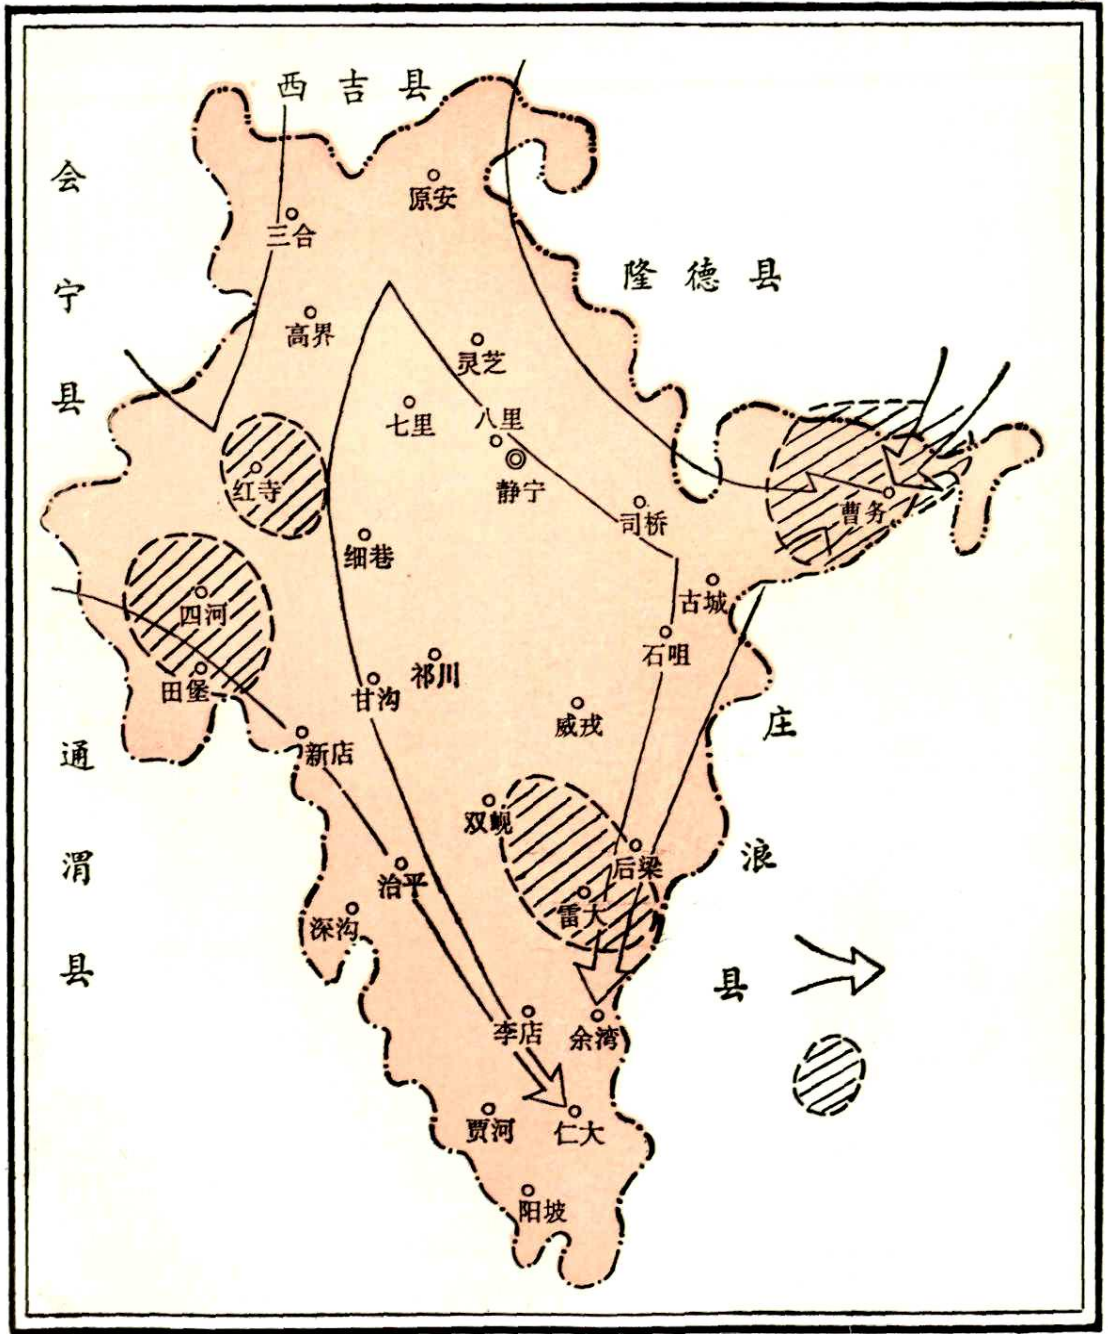 西吉县
会宁县
隆德县
原安
三合
高界
灵芝
七里
八里
静宁
红寺
司桥
曹务
细巷
四河
古城
石咀
田堡
甘沟
祁川
威戎
新店
庄浪县
通渭县
双岘
后梁
治平
雷大
深沟
李店
余湾
贾河
仁大
阳坡